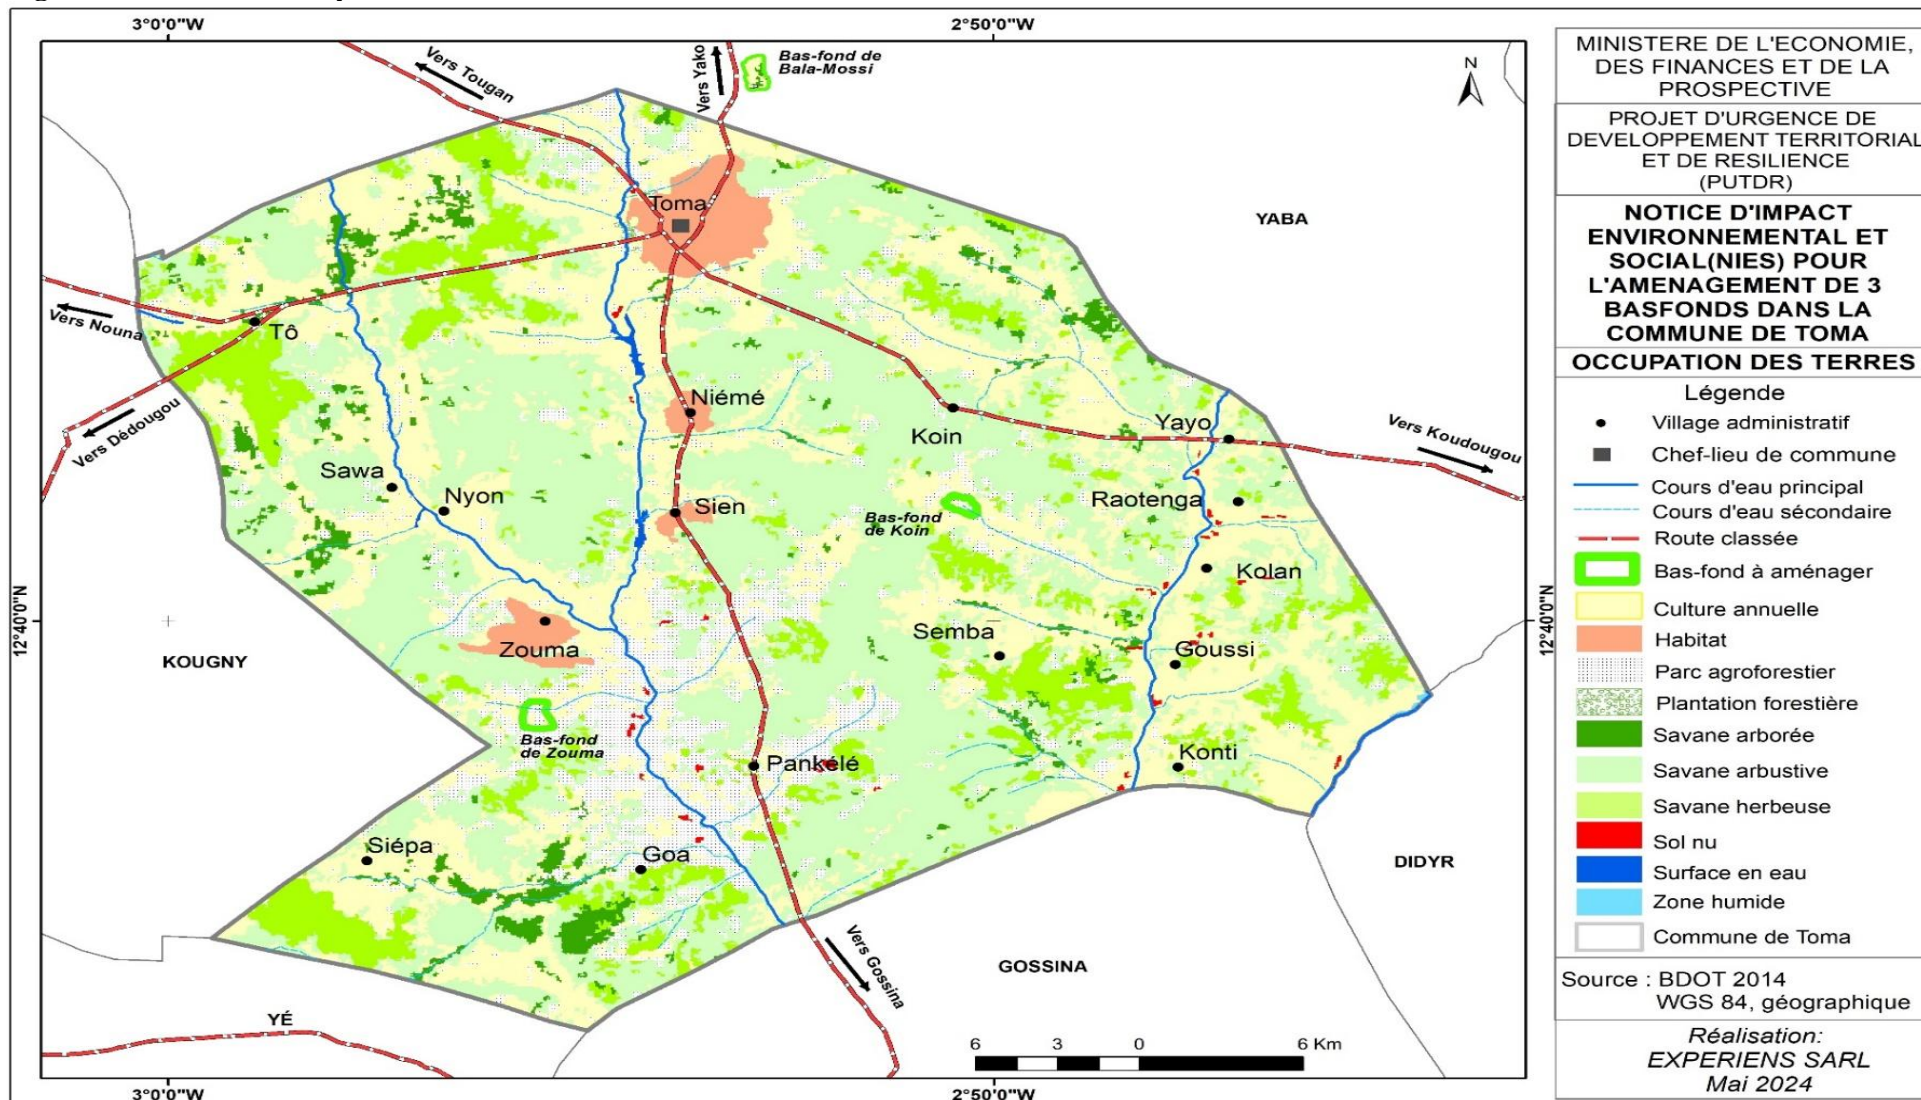 3°0'0"W
2°50'0"W
Vers Tougan
Vers Yako
Bas-fond de
Bala-Mossi
N
YABA
Toma
Vers Nouna
Tô
Vers Dédougou
Niémé
Koin
Yayo
Vers Koudougou
Sawa
Nyon
Sien
Bas-fond
de Koin
Raotenga
Kolan
12°40'0"N
12°40'0"N
KOUGNY
Zouma
Semba
Goussi
Bas-fond
de Zouma
Pankélé
Konti
Siépa
Goa
DIDYR
Vers Gossina
GOSSINA
YÉ
6 3 0 6 Km
3°0'0"W
2°50'0"W
MINISTERE DE L'ECONOMIE,
DES FINANCES ET DE LA
PROSPECTIVE
PROJET D'URGENCE DE
DEVELOPPEMENT TERRITORIAL
ET DE RESILIENCE
(PUTDR)
NOTICE D'IMPACT
ENVIRONNEMENTAL ET
SOCIAL(NIES) POUR
L'AMENAGEMENT DE 3
BASFONDS DANS LA
COMMUNE DE TOMA
OCCUPATION DES TERRES
Légende
Village administratif
Chef-lieu de commune
Cours d'eau principal
Cours d'eau sécondaire
Route classée
Bas-fond à aménager
Culture annuelle
Habitat
Parc agroforestier
Plantation forestière
Savane arborée
Savane arbustive
Savane herbeuse
Sol nu
Surface en eau
Zone humide
Commune de Toma
Source : BDOT 2014
WGS 84, géographique
Réalisation:
EXPERIENS SARL
Mai 2024